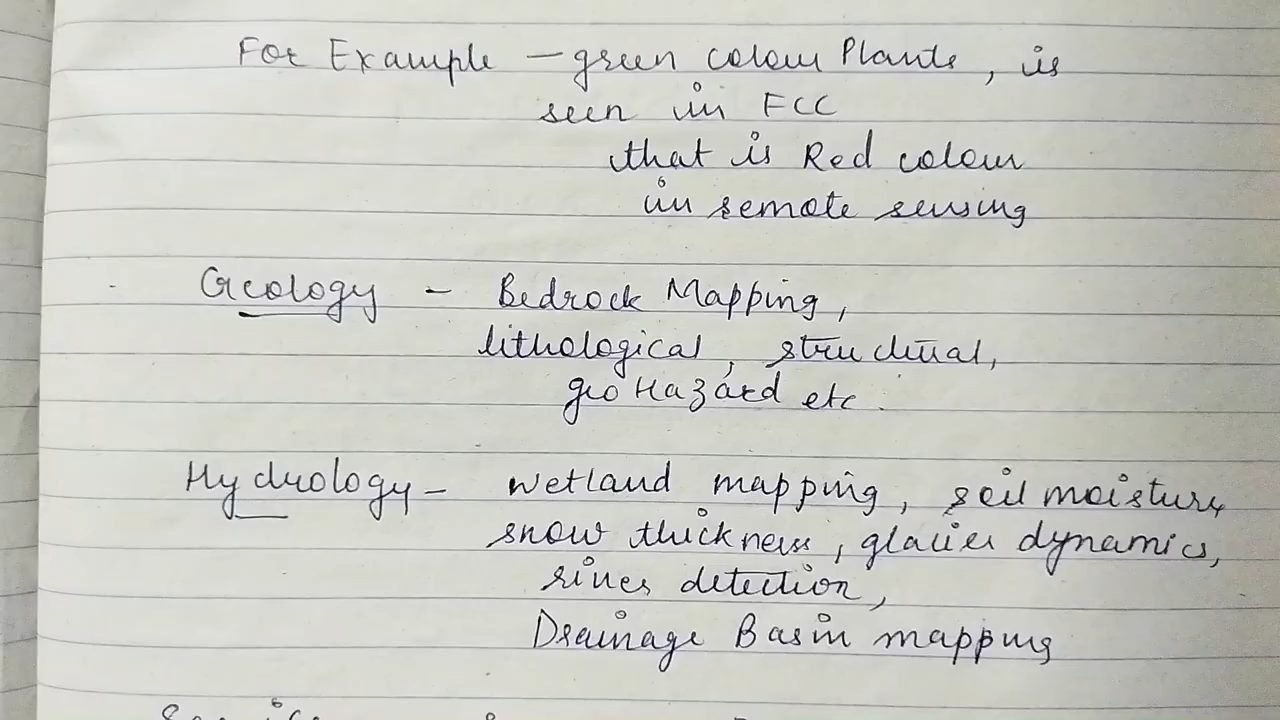 For Example – green colour Plants, is
seen in FCC
that is Red colour
in remote sensing
Geology – Bedrock Mapping,
lithological, structural,
geo Hazard etc.
Hydrology – wetland mapping, soil moisture
snow thickness, glacier dynamics,
river detection,
Drainage Basin mapping